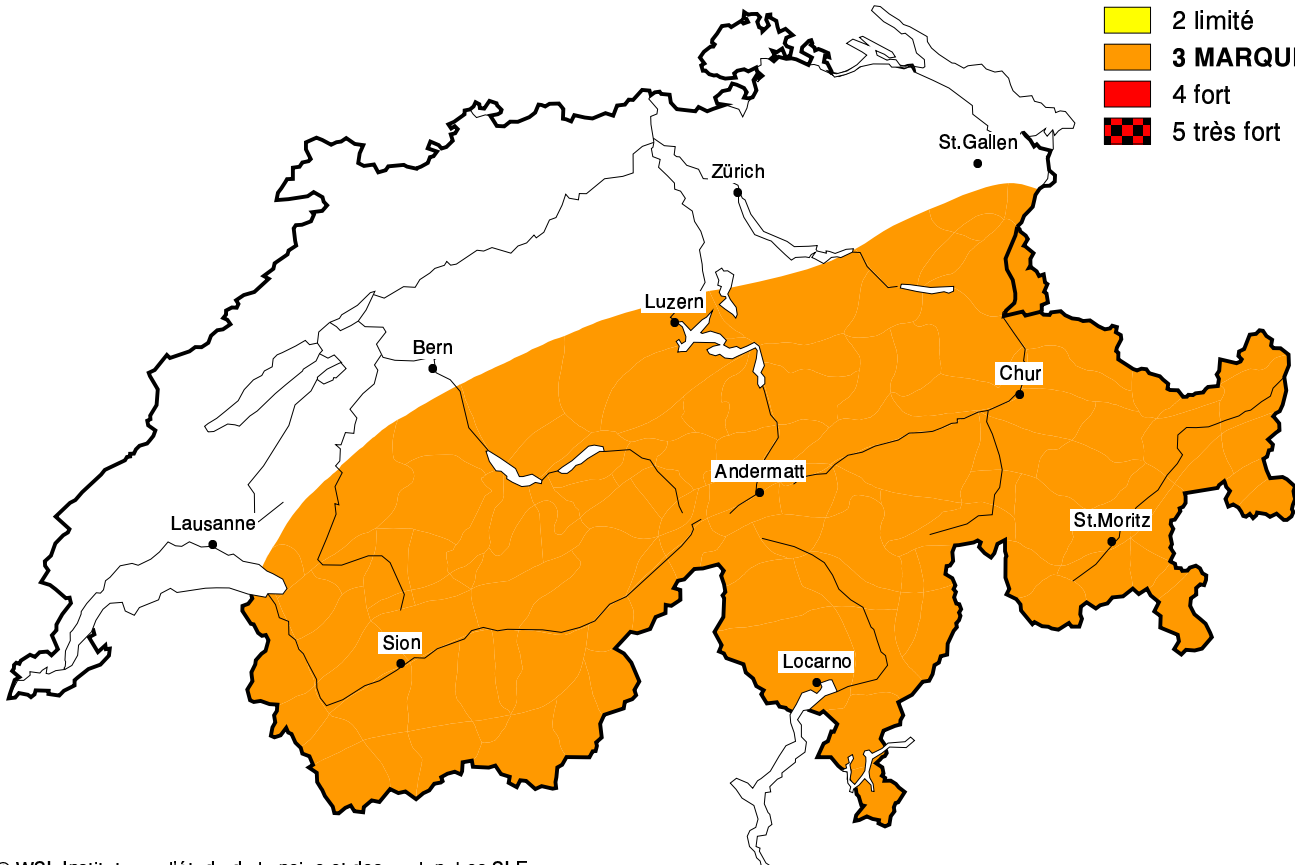 2 limité
3 MARQU
4 fort
5 très fort
St.Gallen
Zürich
Luzern
Bern
Chur
Andermatt
Lausanne
St.Moritz
Sion
Locarno